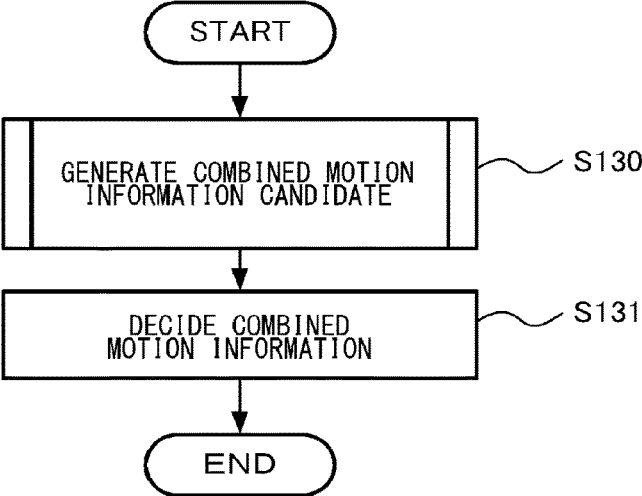 START
GENERATE COMBINED MOTION
INFORMATION CANDIDATE
S130
DECIDE COMBINED
MOTION INFORMATION
S131
END